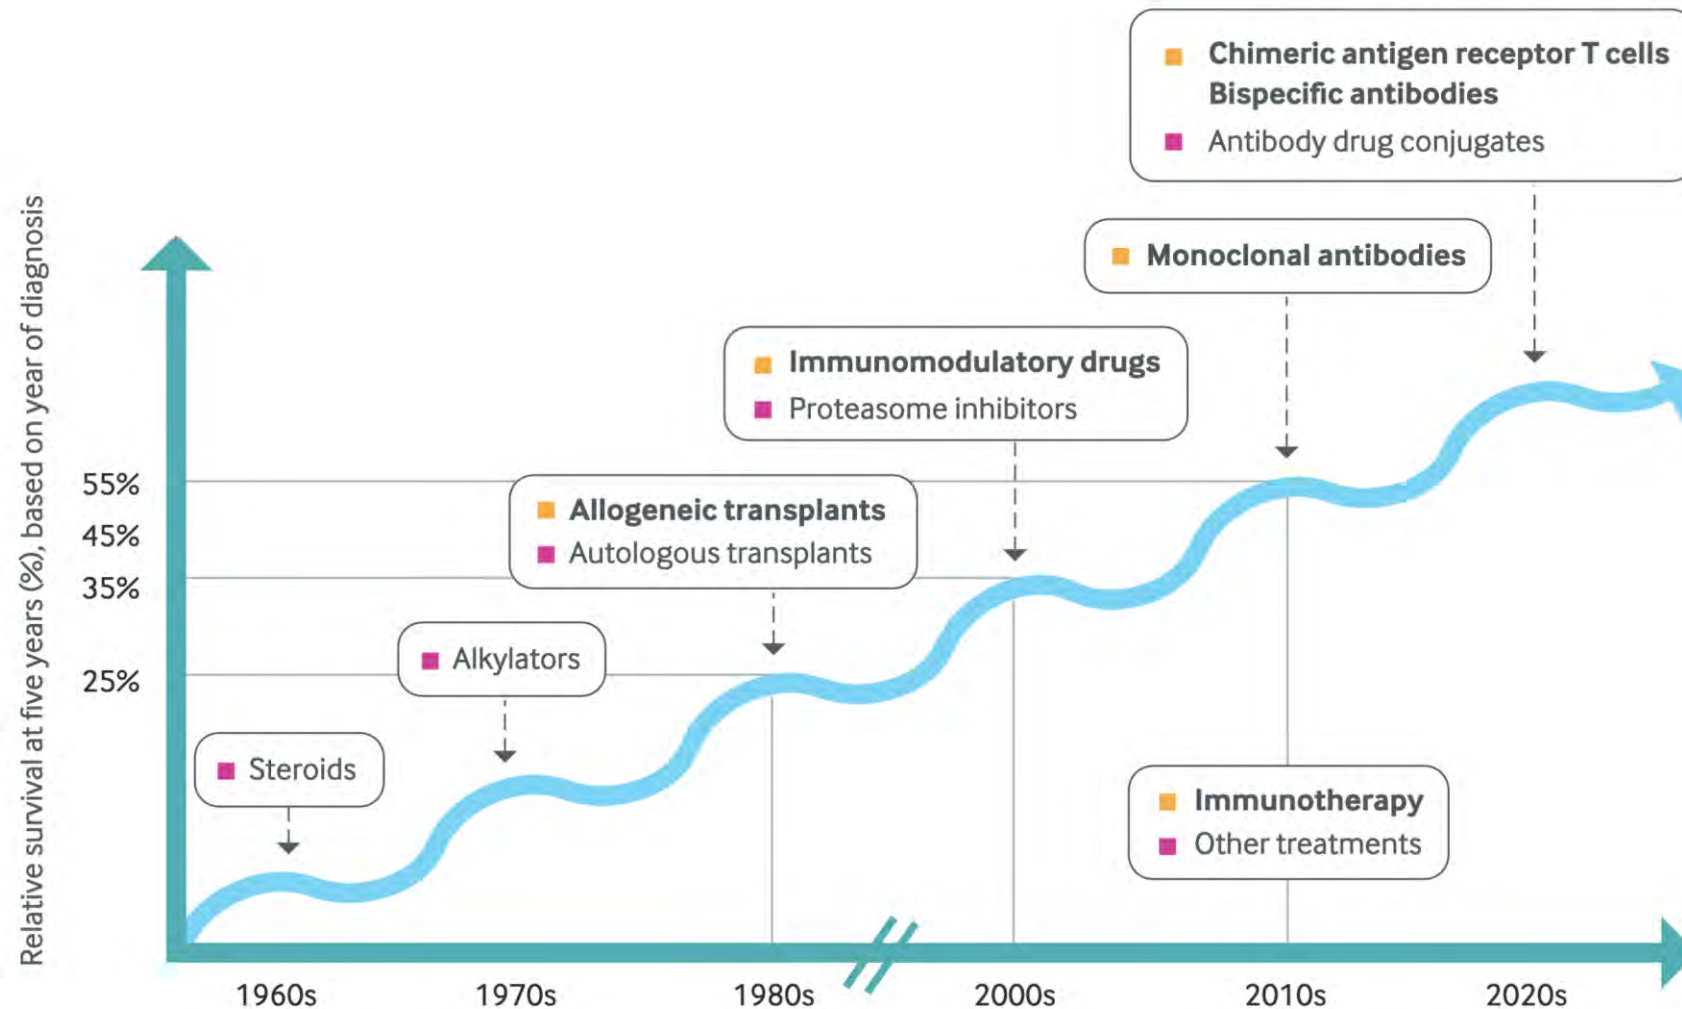 Chimeric antigen receptor T cells
Bispecific antibodies
Antibody drug conjugates
Monoclonal antibodies
Immunomodulatory drugs
Proteasome inhibitors
Allogeneic transplants
Autologous transplants
Alkylators
Steroids
Immunotherapy
Other treatments
Relative survival at five years (%), based on year of diagnosis
55%
45%
35%
25%
1960s
1970s
1980s
2000s
2010s
2020s